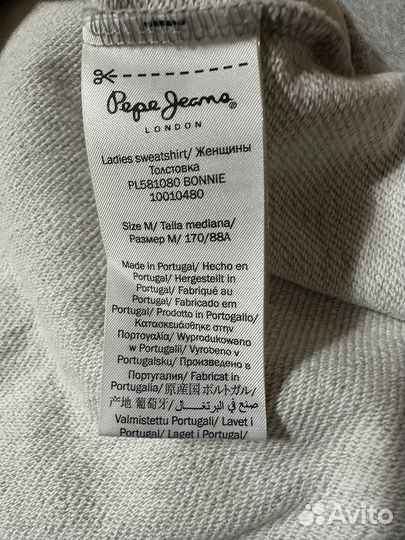 Pepe Jeans
LONDON
Ladies sweatshirt/ Женщины
Толстовка
PL581080 BONNIE
10010480
Size M/ Talla mediana/
Размер М/ 170/88A
Made in Portugal/ Hecho en
Portugal/ Hergestellt in
Portugal/ Fabriqué au
Portugal/ Fabricado em
Portugal/ Prodotto in Portogallo/
Κατασκευάσθηκε στην
Πορτογαλία/ Wyprodukowano
w Portugalii/ Vyrobeno v
Portugalsku/ Произведено в
Португалия/ Fabricat in
Portugalia/ 原産国ボルトガル/
产地 葡萄牙/ صنع في البرتغال/
Valmistettu Portugali/ Lavet i
Portugal/ Laget i Portugal/
Avito